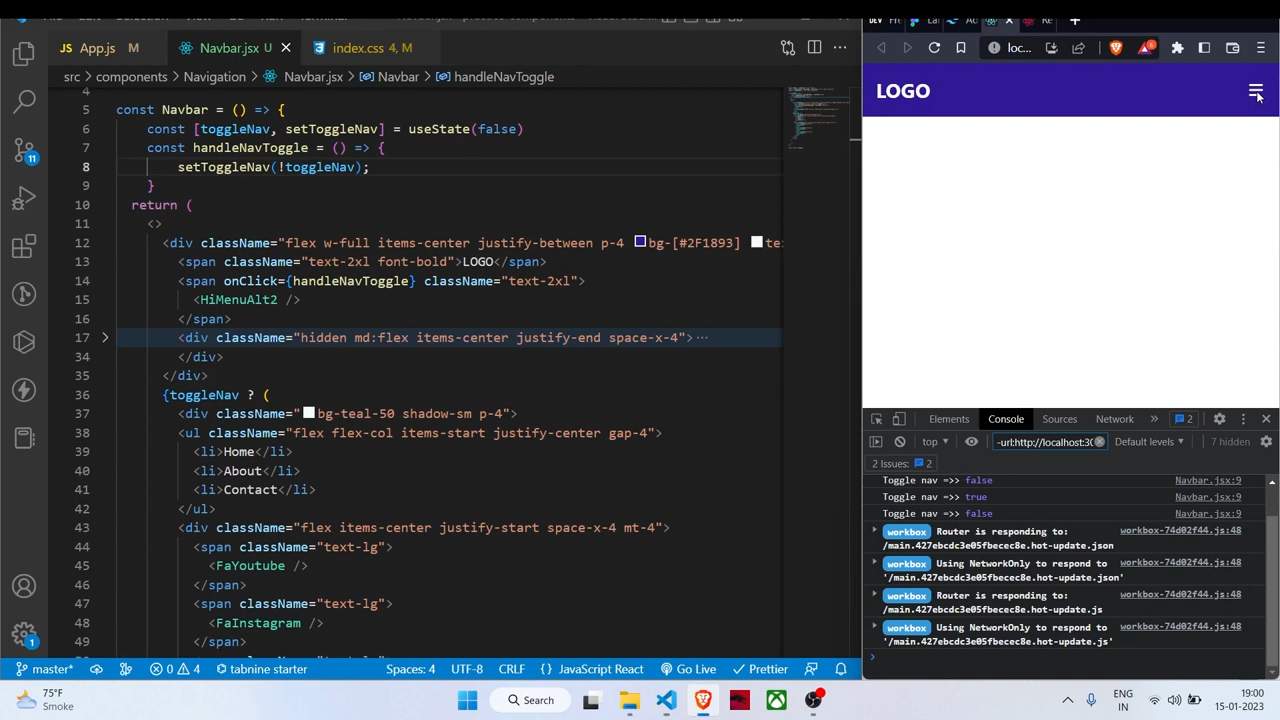 App.js M
Navbar.jsx U
index.css 4, M
src > components > Navigation > Navbar.jsx > Navbar > handleNavToggle
loc...
6
4
5 const Navbar = () => {
6 const [toggleNav, setToggleNav] = useState(false)
7 const handleNavToggle = () => {
8 setToggleNav(!toggleNav);
9 }
10 return (
11 <>
12 <div className="flex w-full items-center justify-between p-4 bg-[#2F1893] te
13 <span className="text-2xl font-bold">LOGO</span>
14 <span onClick={handleNavToggle} className="text-2xl">
15 <HiMenuAlt2 />
16 </span>
17 <div className="hidden md:flex items-center justify-end space-x-4">...
34 </div>
35 </div>
36 {toggleNav ? (
37 <div className="bg-teal-50 shadow-sm p-4">
38 <ul className="flex flex-col items-start justify-center gap-4">
39 <li>Home</li>
40 <li>About</li>
41 <li>Contact</li>
42 </ul>
43 <div className="flex items-center justify-start space-x-4 mt-4">
44 <span className="text-lg">
45 <FaYoutube />
46 </span>
47 <span className="text-lg">
48 <FaInstagram />
49 </span>
11
1
LOGO
Elements Console Sources Network 2
top -url:http://localhost:30 Default levels 7 hidden
2 Issues: 2
Toggle nav =>> false Navbar.jsx:9
Toggle nav =>> true Navbar.jsx:9
Toggle nav =>> false Navbar.jsx:9
workbox Router is responding to: workbox-74d02f44.js:48
/main.427ebcdc3e05fbecec8e.hot-update.json
workbox Using NetworkOnly to respond to workbox-74d02f44.js:48
'/main.427ebcdc3e05fbecec8e.hot-update.json'
workbox Router is responding to: workbox-74d02f44.js:48
/main.427ebcdc3e05fbecec8e.hot-update.js
workbox Using NetworkOnly to respond to workbox-74d02f44.js:48
'/main.427ebcdc3e05fbecec8e.hot-update.js'
master* 0 4 tabnine starter Spaces: 4 UTF-8 CRLF {} JavaScript React Go Live Prettier
75°F
Smoke
Search
ENG
IN
19:00
15-01-2023